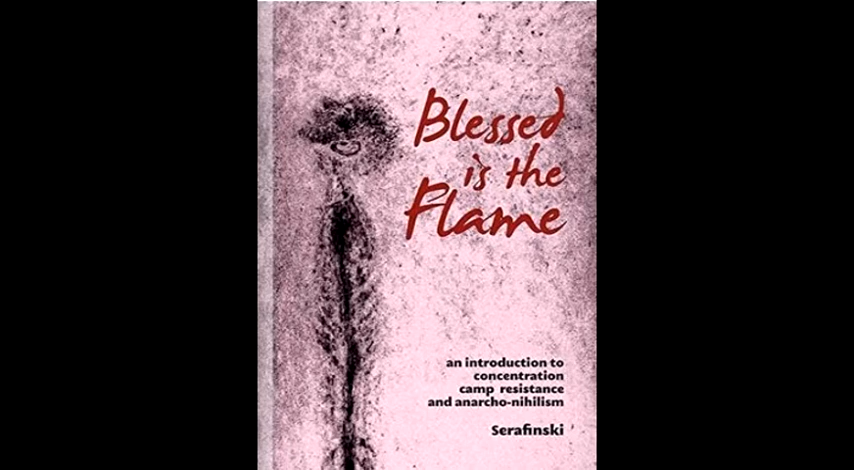 Blessed
is the
Flame
an introduction to
concentration
camp resistance
and anarcho-nihilism
Serafinski